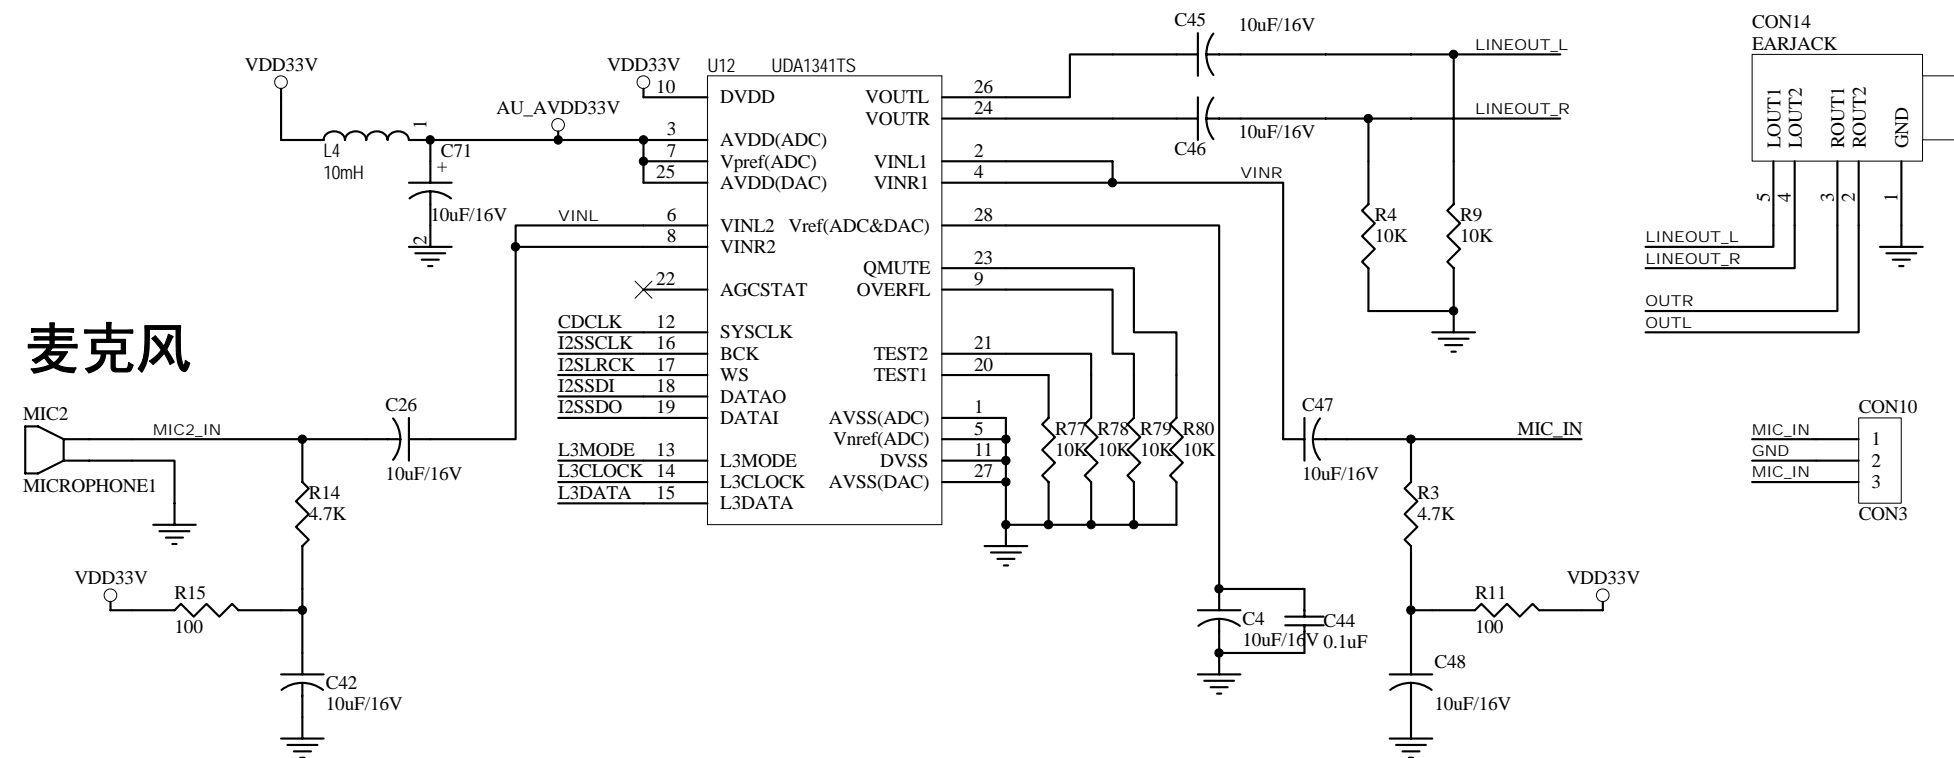 VDD33V
L4
10mH
1
C71
+
10uF/16V
2
AU_AVDD33V
VDD33V
U12 UDA1341TS
10 DVDD
3 AVDD(ADC)
7 Vpref(ADC)
25 AVDD(DAC)
VINL 6 VINL2
8 VINR2
22 AGCSTAT
CDCLK 12 SYSCLK
I2SSCLK 16 BCK
I2SLRCK 17 WS
I2SSDI 18 DATAO
I2SSDO 19 DATAI
L3MODE 13 L3MODE
L3CLOCK 14 L3CLOCK
L3DATA 15 L3DATA
VOUTL 26
VOUTR 24
VINL1 2
VINR1 4
Vref(ADC&DAC) 28
QMUTE 23
OVERFL 9
TEST2 21
TEST1 20
AVSS(ADC) 1
Vnref(ADC) 5
DVSS 11
AVSS(DAC) 27
C45
10uF/16V
LINEOUT_L
C46
10uF/16V
LINEOUT_R
VINR
R4
10K
R9
10K
R77
10K
R78
10K
R79
10K
R80
10K
麦克风
MIC2
MICROPHONE1
MIC2_IN
C26
10uF/16V
R14
4.7K
VDD33V
R15
100
C42
10uF/16V
C4
10uF/16V
C44
0.1uF
C47
10uF/16V
MIC_IN
R3
4.7K
VDD33V
R11
100
C48
10uF/16V
CON14
EARJACK
LOUT1
LOUT2
ROUT1
ROUT2
GND
5
4
3
2
1
LINEOUT_L
LINEOUT_R
OUTR
OUTL
CON10
MIC_IN 1
GND 2
MIC_IN 3
CON3